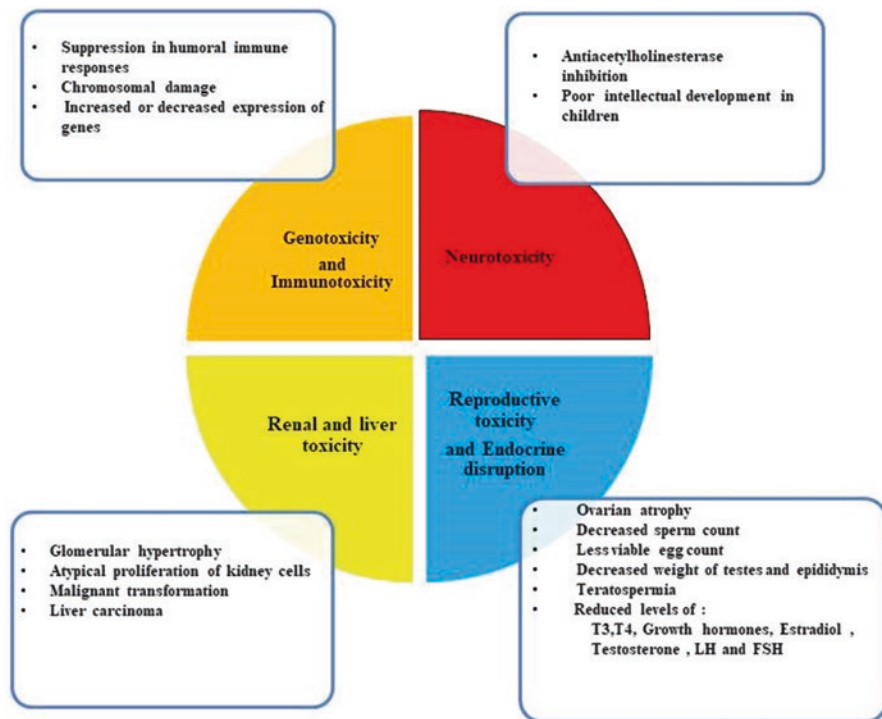 • Suppression in humoral immune
responses
• Chromosomal damage
• Increased or decreased expression of
genes
• Antiacetylholinesterase
inhibition
• Poor intellectual development in
children
Genotoxicity
and
Immunotoxicity
Neurotoxicity
Renal and liver
toxicity
Reproductive
toxicity
and Endocrine
disruption
• Glomerular hypertrophy
• Atypical proliferation of kidney cells
• Malignant transformation
• Liver carcinoma
• Ovarian atrophy
• Decreased sperm count
• Less viable egg count
• Decreased weight of testes and epididymis
• Teratospermia
• Reduced levels of :
T3,T4, Growth hormones, Estradiol ,
Testosterone , LH and FSH